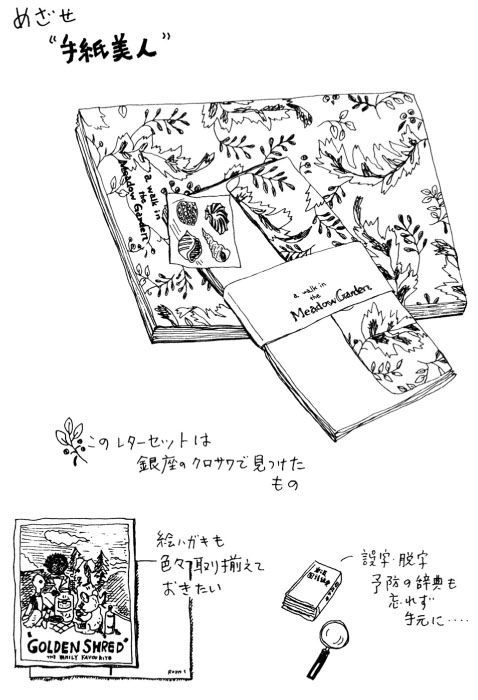 めざせ
“手紙美人”
a walk in
the
Meadow Garden
a walk in
the
Meadow Garden
このレターセットは
銀座のクロサワで見つけた
もの
絵ハガキも
色々取り揃えて
おきたい
"GOLDEN SHRED"
THE FAMILY FAVOURITE
誤字・脱字
予防の辞典も
忘れず
手元に‥‥